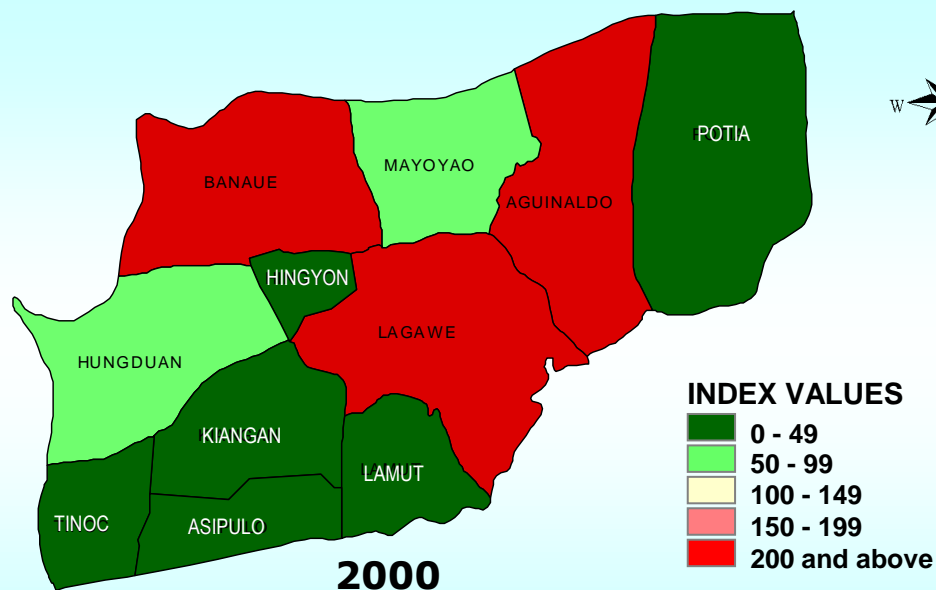 POTIA
W
MAYOYAO
BANAUE
AGUINALDO
HINGYON
LAGAWE
HUNGDUAN
INDEX VALUES
0 - 49
KIANGAN
50 - 99
LAMUT
100 - 149
TINOC
ASIPULO
150 - 199
200 and above
2000